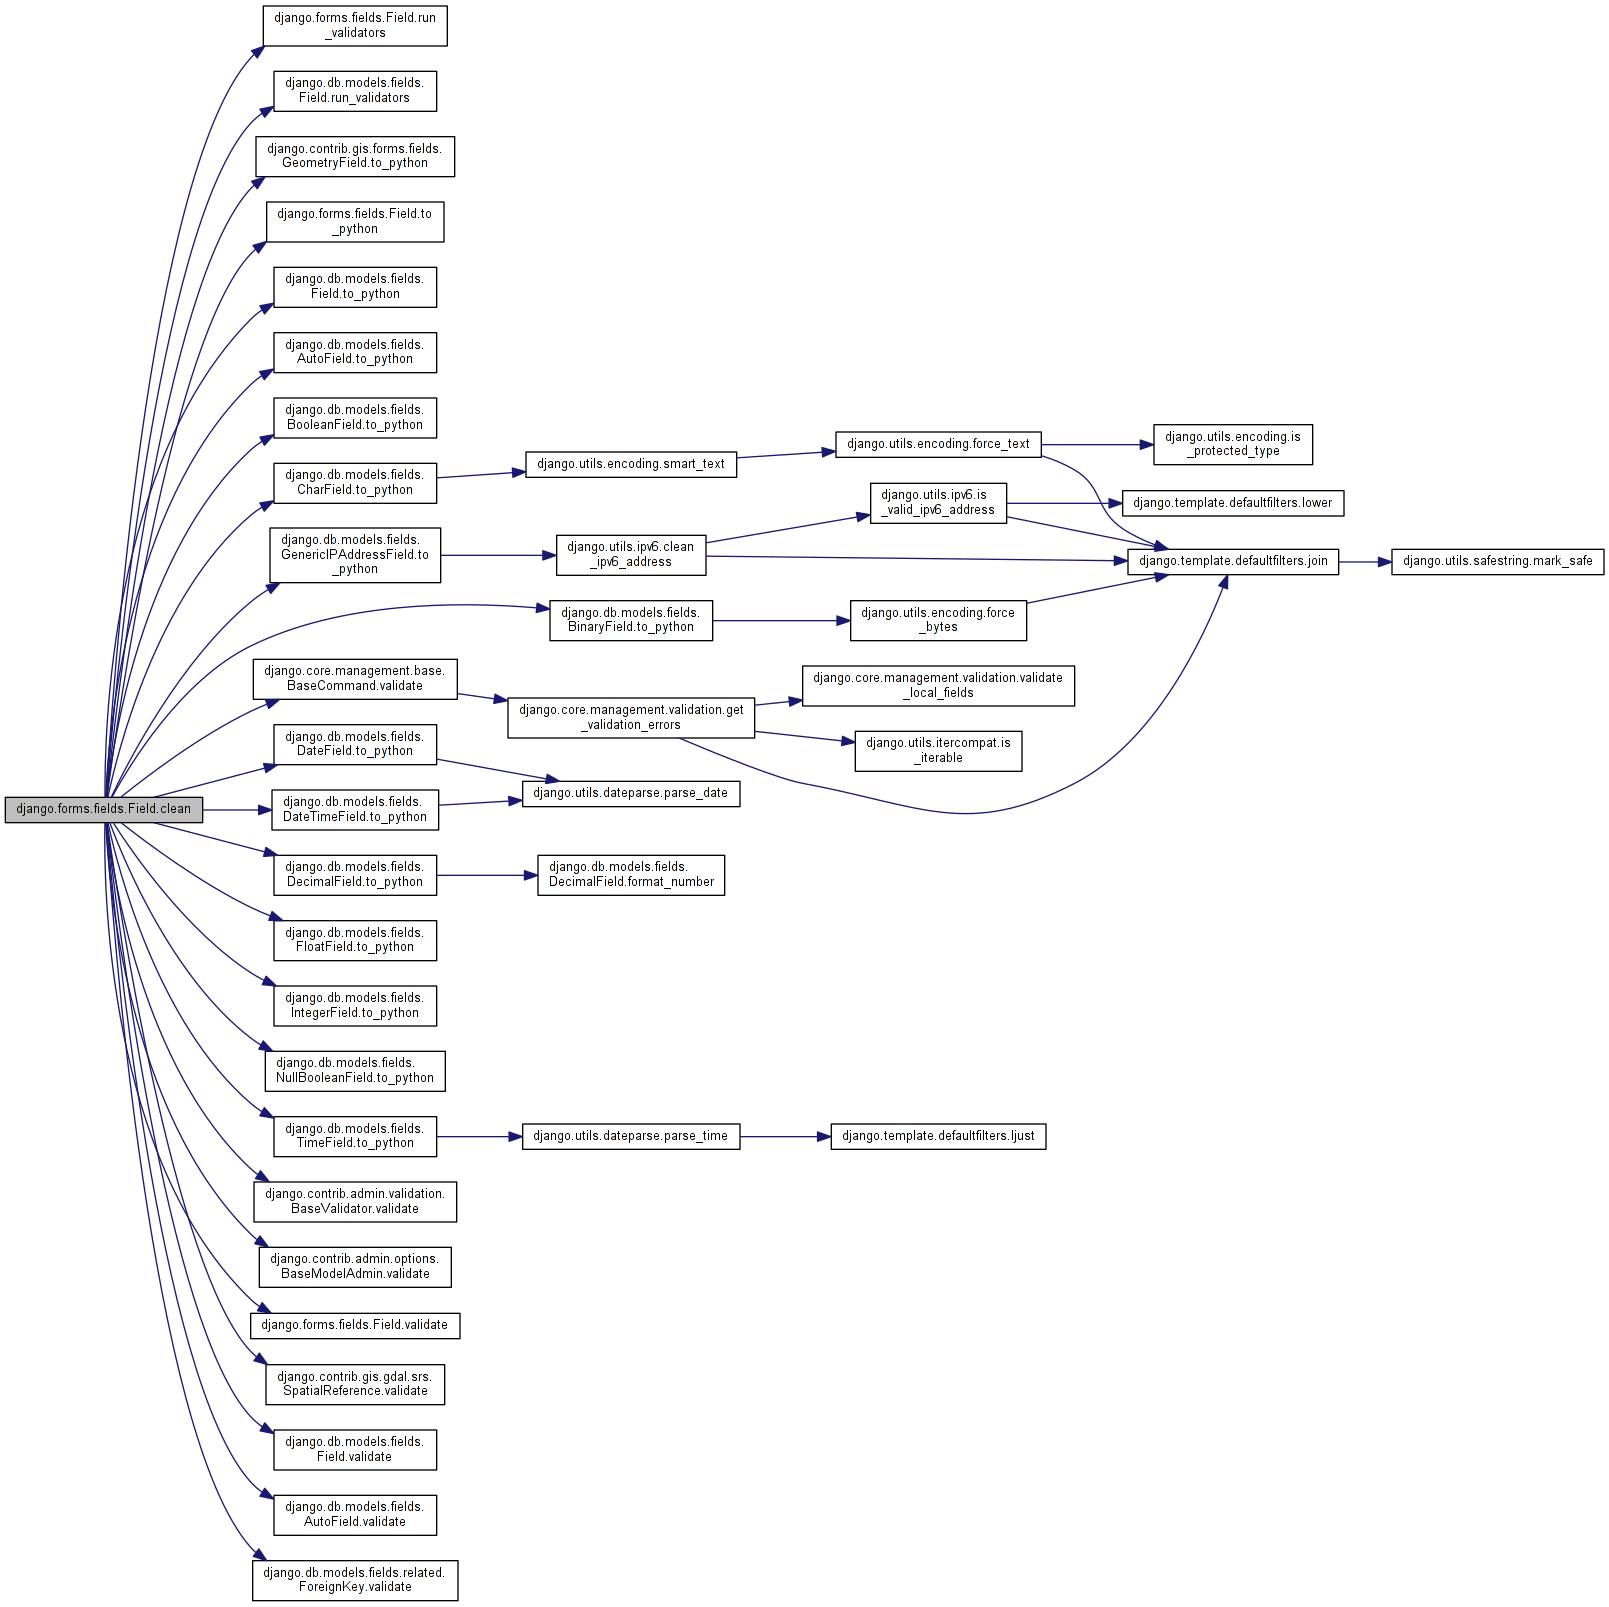 django.forms.fields.Field.run
_validators
django.db.models.fields.
Field.run_validators
django.contrib.gis.forms.fields.
GeometryField.to_python
django.forms.fields.Field.to
_python
django.db.models.fields.
Field.to_python
django.db.models.fields.
AutoField.to_python
django.db.models.fields.
BooleanField.to_python
django.db.models.fields.
CharField.to_python
django.utils.encoding.smart_text
django.utils.encoding.force_text
django.utils.encoding.is
_protected_type
django.db.models.fields.
GenericIPAddressField.to
_python
django.utils.ipv6.clean
_ipv6_address
django.utils.ipv6.is
_valid_ipv6_address
django.template.defaultfilters.lower
django.template.defaultfilters.join
django.utils.safestring.mark_safe
django.db.models.fields.
BinaryField.to_python
django.utils.encoding.force
_bytes
django.core.management.base.
BaseCommand.validate
django.core.management.validation.get
_validation_errors
django.core.management.validation.validate
_local_fields
django.utils.itercompat.is
_iterable
django.db.models.fields.
DateField.to_python
django.utils.dateparse.parse_date
django.forms.fields.Field.clean
django.db.models.fields.
DateTimeField.to_python
django.db.models.fields.
DecimalField.to_python
django.db.models.fields.
DecimalField.format_number
django.db.models.fields.
FloatField.to_python
django.db.models.fields.
IntegerField.to_python
django.db.models.fields.
NullBooleanField.to_python
django.db.models.fields.
TimeField.to_python
django.utils.dateparse.parse_time
django.template.defaultfilters.ljust
django.contrib.admin.validation.
BaseValidator.validate
django.contrib.admin.options.
BaseModelAdmin.validate
django.forms.fields.Field.validate
django.contrib.gis.gdal.srs.
SpatialReference.validate
django.db.models.fields.
Field.validate
django.db.models.fields.
AutoField.validate
django.db.models.fields.related.
ForeignKey.validate